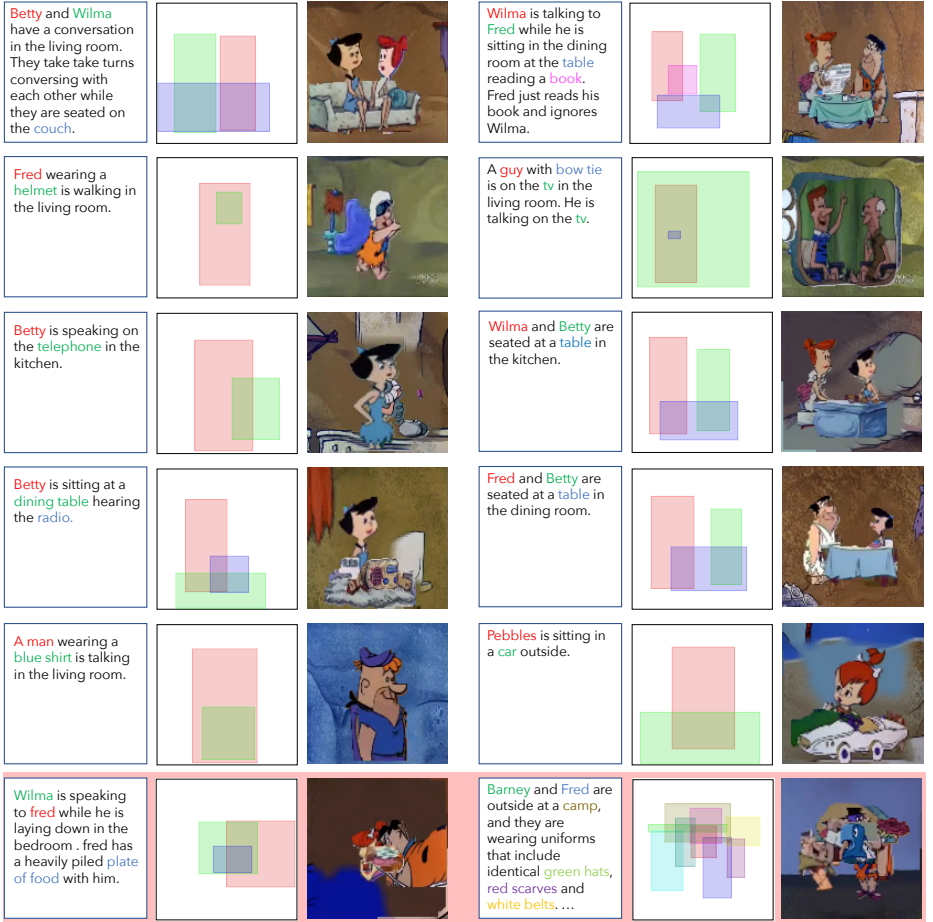 Betty and Wilma
have a conversation
in the living room.
They take take turns
conversing with
each other while
they are seated on
the couch.
Wilma is talking to
Fred while he is
sitting in the dining
room at the table
reading a book.
Fred just reads his
book and ignores
Wilma.
Fred wearing a
helmet is walking in
the living room.
A guy with bow tie
is on the tv in the
living room. He is
talking on the tv.
Betty is speaking on
the telephone in the
kitchen.
Wilma and Betty are
seated at a table in
the kitchen.
Betty is sitting at a
dining table hearing
the radio.
Fred and Betty are
seated at a table in
the dining room.
A man wearing a
blue shirt is talking
in the living room.
Pebbles is sitting in
a car outside.
Wilma is speaking
to fred while he is
laying down in the
bedroom . fred has
a heavily piled plate
of food with him.
Barney and Fred are
outside at a camp,
and they are
wearing uniforms
that include
identical green hats,
red scarves and
white belts. ...